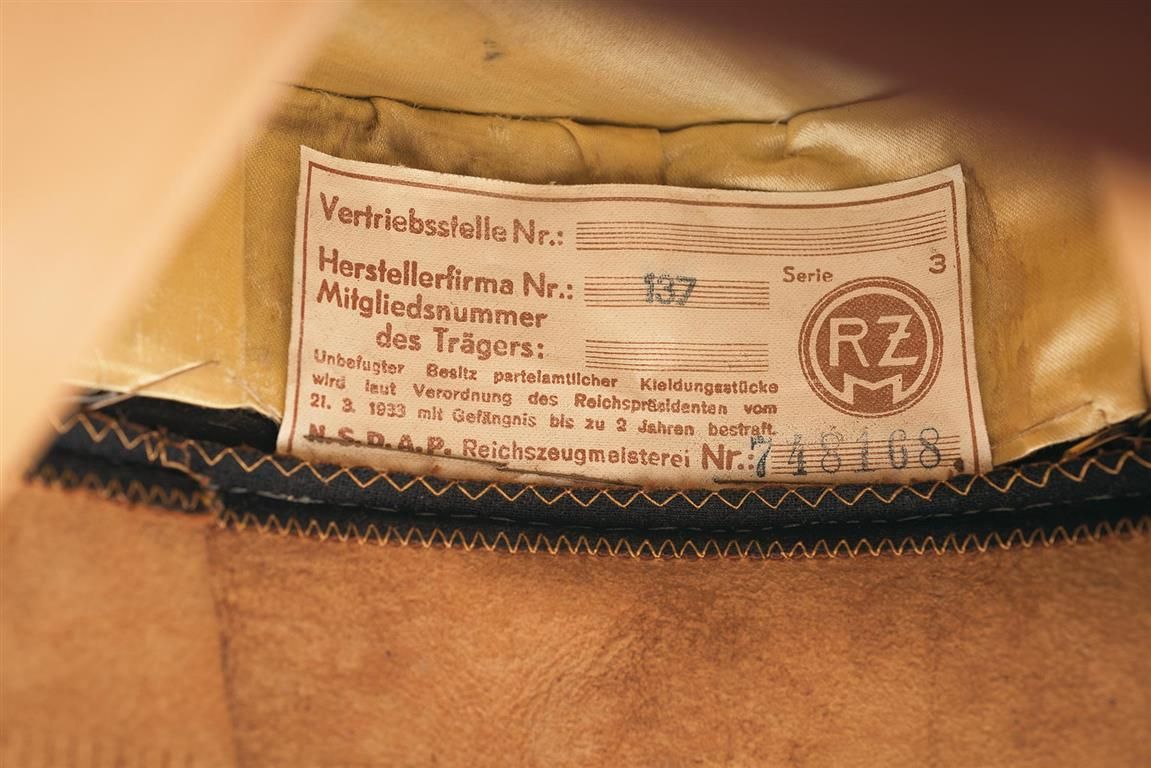 Vertriebsstelle Nr.:
Herstellerfirma Nr.: 137
Serie 3
Mitgliedsnummer
des Trägers:
RZM
Unbefugter Besitz parteiamtlicher Kleidungsstücke
wird laut Verordnung des Reichspräsidenten vom
21. 3. 1933 mit Gefängnis bis zu 2 Jahren bestraft.
N.S.D.A.P. Reichszeugmeisterei Nr.: 748168